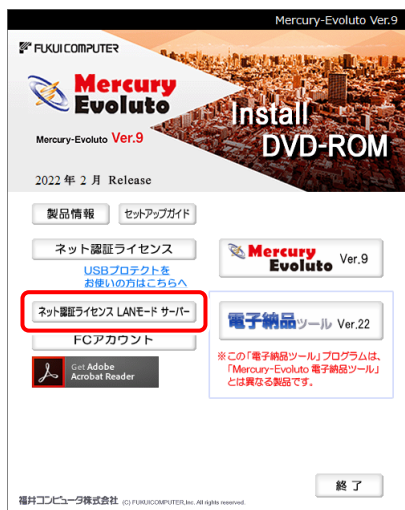 Mercury-Evoluto Ver.9
FUKUI COMPUTER
Mercury
Evoluto
Mercury-Evoluto Ver.9
Install
DVD-ROM
2022 年 2 月 Release
製品情報
セットアップガイド
ネット認証ライセンス
USBプロテクトを
お使いの方はこちらへ
Mercury
Evoluto Ver.9
ネット認証ライセンス LANモード サーバー
電子納品ツール Ver.22
FCアカウント
※この「電子納品ツール」プログラムは、
「Mercury-Evoluto 電子納品ツール」
とは異なる製品です。
Get Adobe
Acrobat Reader
終了
福井コンピュータ株式会社 (C) FUKUICOMPUTER,Inc. All rights reserved.